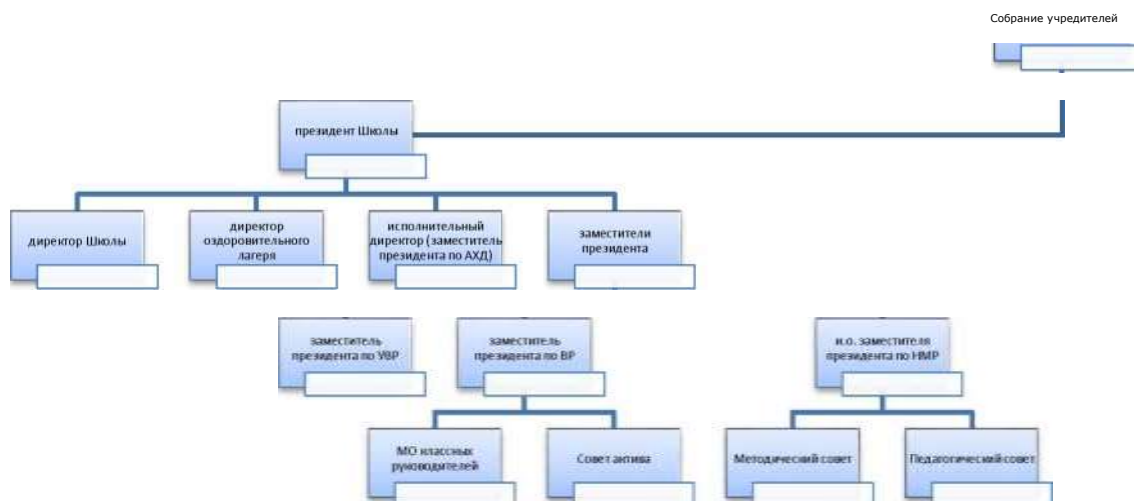 Собрание учредителей
президент Школы
директор Школы
директор
оздоровительного
лагеря
исполнительный
директор (заместитель
президента по АХД)
заместители
президента
заместитель
президента по УВР
заместитель
президента по ВР
и.о. заместителя
президента по НМР
МО классных
руководителей
Совет актива
Методический совет
Педагогический совет